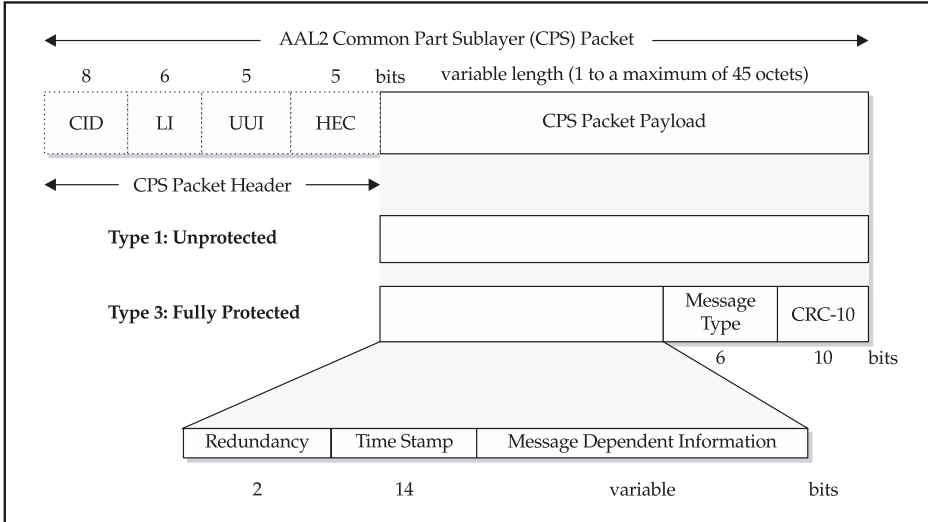 AAL2 Common Part Sublayer (CPS) Packet
8 6 5 5 bits variable length (1 to a maximum of 45 octets)
CID LI UUI HEC CPS Packet Payload
CPS Packet Header
Type 1: Unprotected
Type 3: Fully Protected
Message
Type
CRC-10
6 10 bits
Redundancy Time Stamp Message Dependent Information
2 14 variable bits